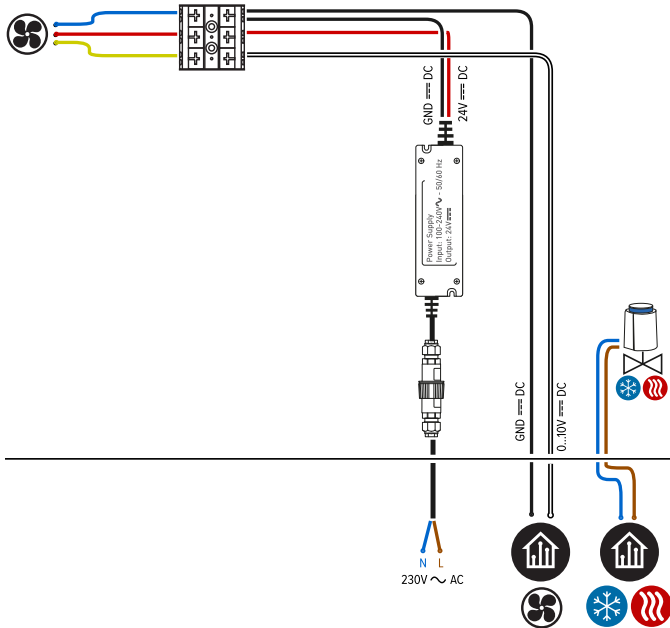 GND ⎓ DC
24V ⎓ DC
Power Supply
Input: 100-240V∿ - 50/60 Hz
Output: 24V⎓
GND ⎓ DC
0...10V ⎓ DC
N L
230V ∿ AC